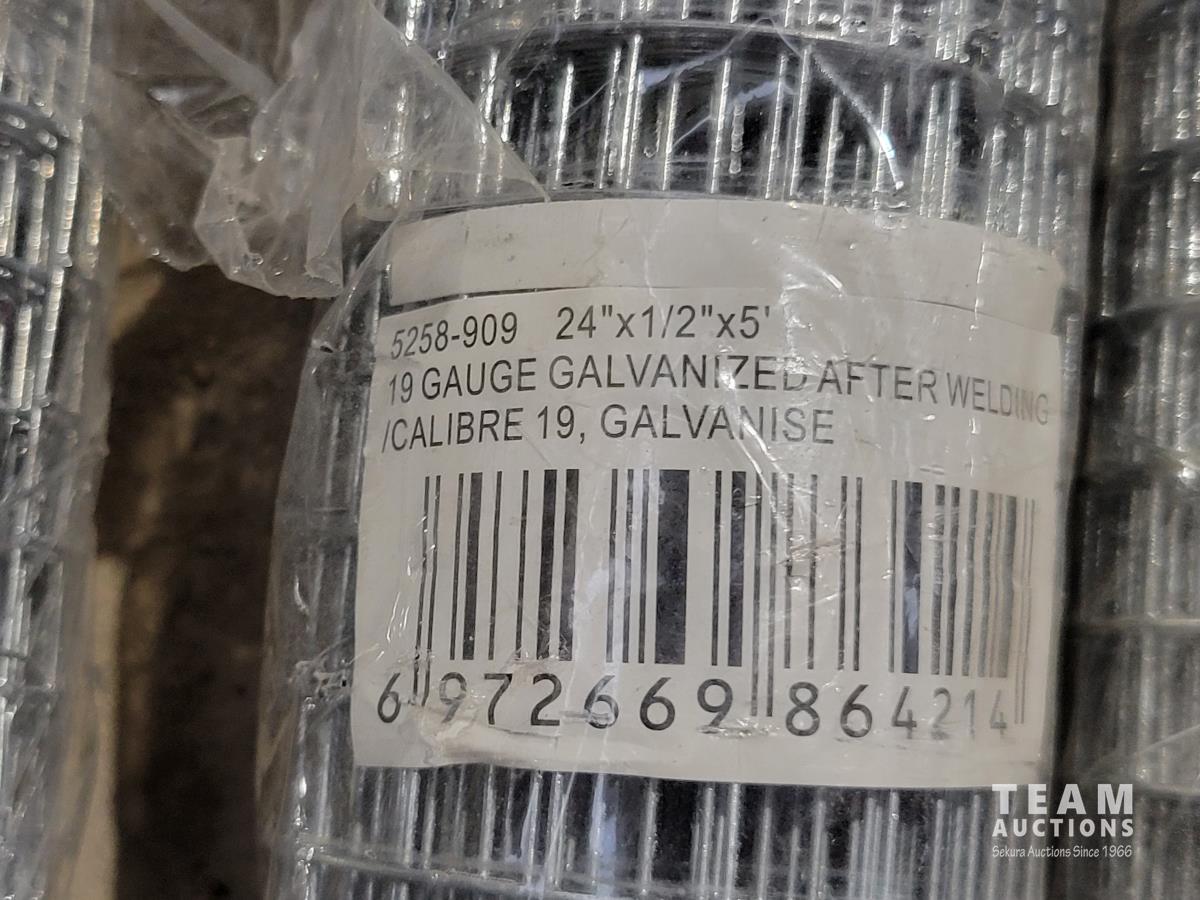 5258-909 24"x1/2"x5'
19 GAUGE GALVANIZED AFTER WELDING
/CALIBRE 19, GALVANISE
6 972669 864214
TEAM
AUCTIONS
Sekura Auctions Since 1966